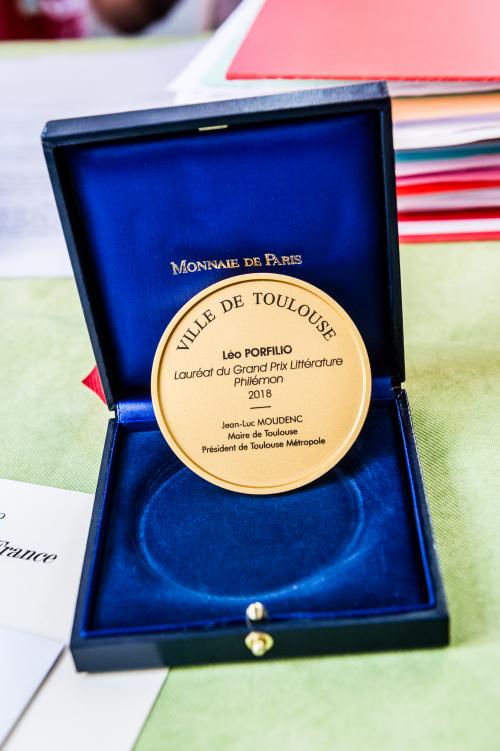 MONNAIE DE PARIS
VILLE DE TOULOUSE
Léo PORFILIO
Lauréat du Grand Prix Littérature
Philémon
2018
Jean-Luc MOUDENC
Maire de Toulouse
Président de Toulouse Métropole
France